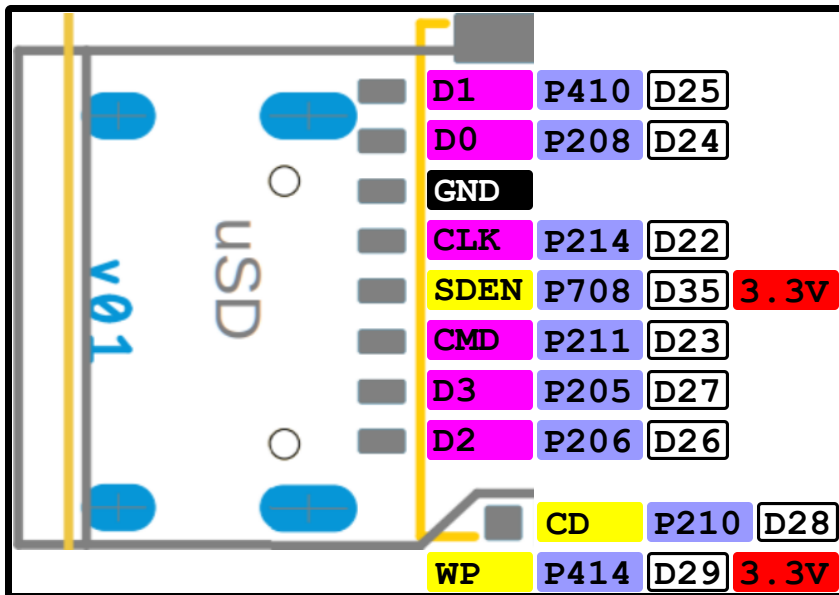 D1 P410 D25
D0 P208 D24
GND
CLK P214 D22
SDEN P708 D35 3.3V
CMD P211 D23
D3 P205 D27
D2 P206 D26
CD P210 D28
WP P414 D29 3.3V
uSD
v01